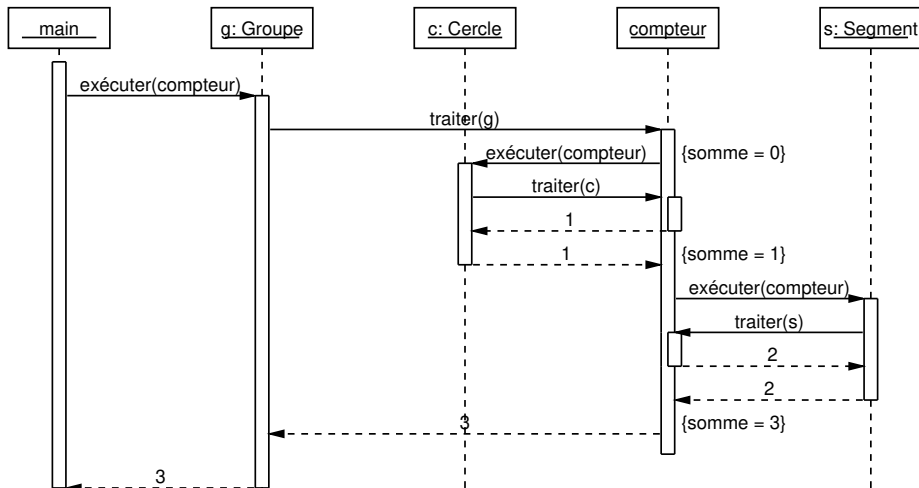 main
g: Groupe
c: Cercle
compteur
s: Segment
exécuter(compteur)
traiter(g)
exécuter(compteur)
{somme = 0}
traiter(c)
1
1
{somme = 1}
exécuter(compteur)
traiter(s)
2
2
3
{somme = 3}
3